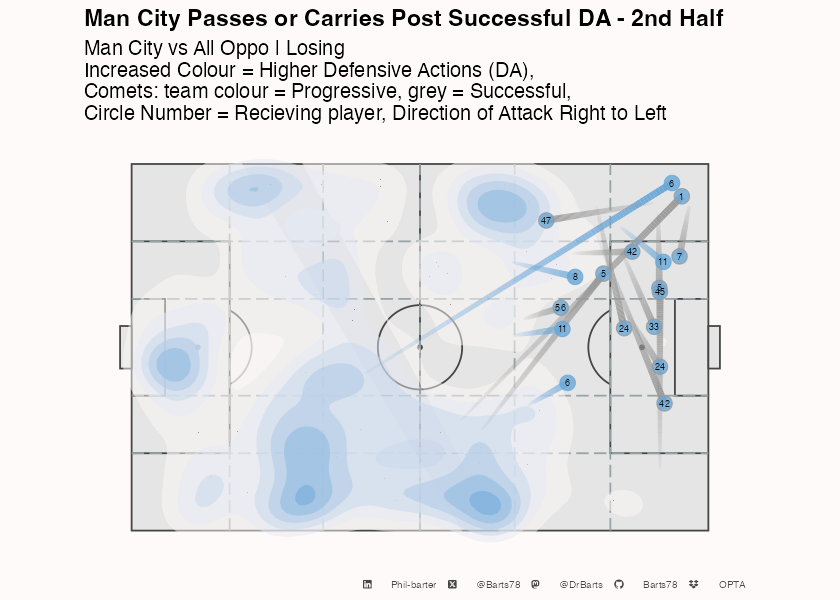 Man City Passes or Carries Post Successful DA - 2nd Half
Man City vs All Oppo | Losing
Increased Colour = Higher Defensive Actions (DA),
Comets: team colour = Progressive, grey = Successful,
Circle Number = Recieving player, Direction of Attack Right to Left
6
1
47
42
11
7
8
5
5
45
56
11
24
33
24
6
42
Phil-barter @Barts78 @DrBarts Barts78 OPTA